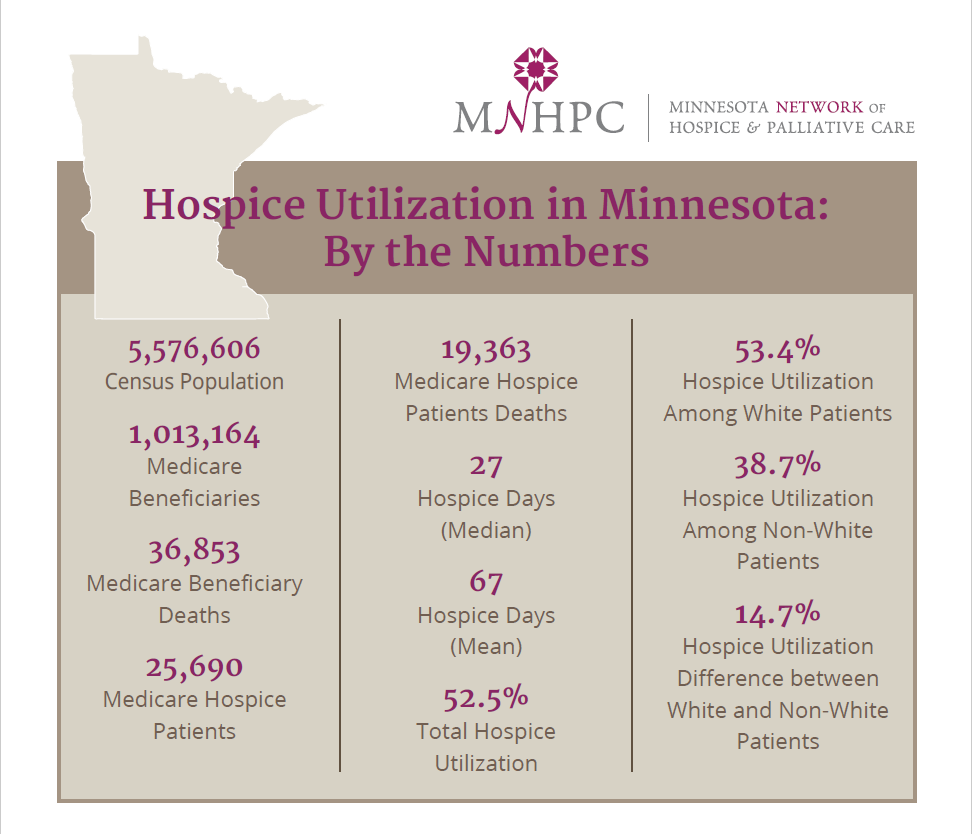 MNHPC
MINNESOTA NETWORK OF
HOSPICE & PALLIATIVE CARE
Hospice Utilization in Minnesota:
By the Numbers
5,576,606
Census Population
1,013,164
Medicare
Beneficiaries
36,853
Medicare Beneficiary
Deaths
25,690
Medicare Hospice
Patients
19,363
Medicare Hospice
Patients Deaths
27
Hospice Days
(Median)
67
Hospice Days
(Mean)
52.5%
Total Hospice
Utilization
53.4%
Hospice Utilization
Among White Patients
38.7%
Hospice Utilization
Among Non-White
Patients
14.7%
Hospice Utilization
Difference between
White and Non-White
Patients